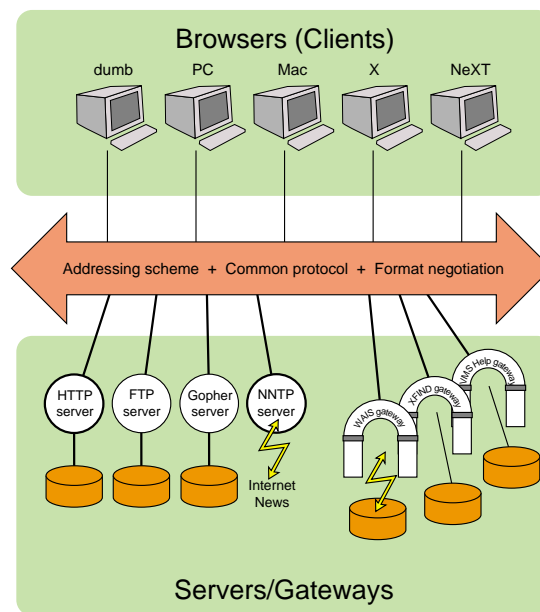 Browsers (Clients)
dumb PC Mac X NeXT
Addressing scheme + Common protocol + Format negotiation
HTTP
server
FTP
server
Gopher
server
NNTP
server
Internet
News
WAIS gateway
XFIND gateway
VMS Help gateway
Servers/Gateways